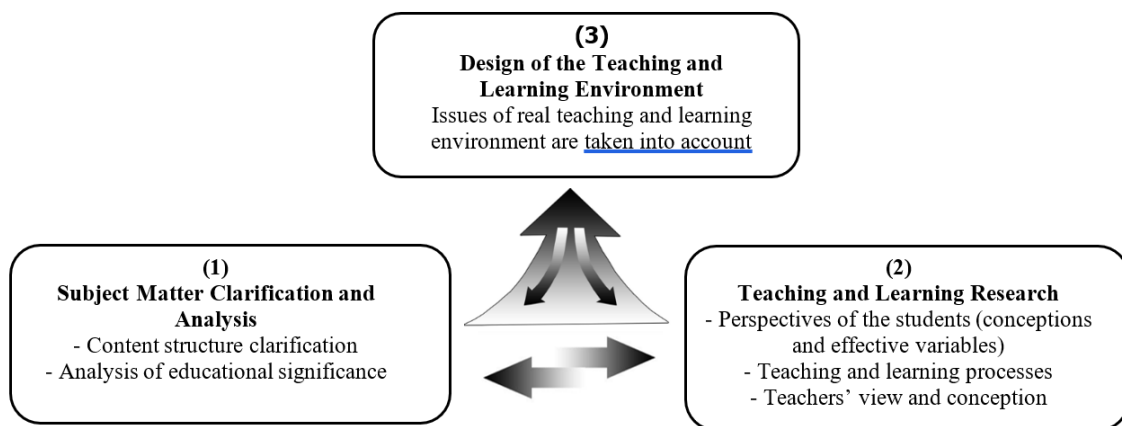 (3)
Design of the Teaching and
Learning Environment
Issues of real teaching and learning
environment are taken into account
(1)
Subject Matter Clarification and
Analysis
- Content structure clarification
- Analysis of educational significance
(2)
Teaching and Learning Research
- Perspectives of the students (conceptions
and effective variables)
- Teaching and learning processes
- Teachers’ view and conception